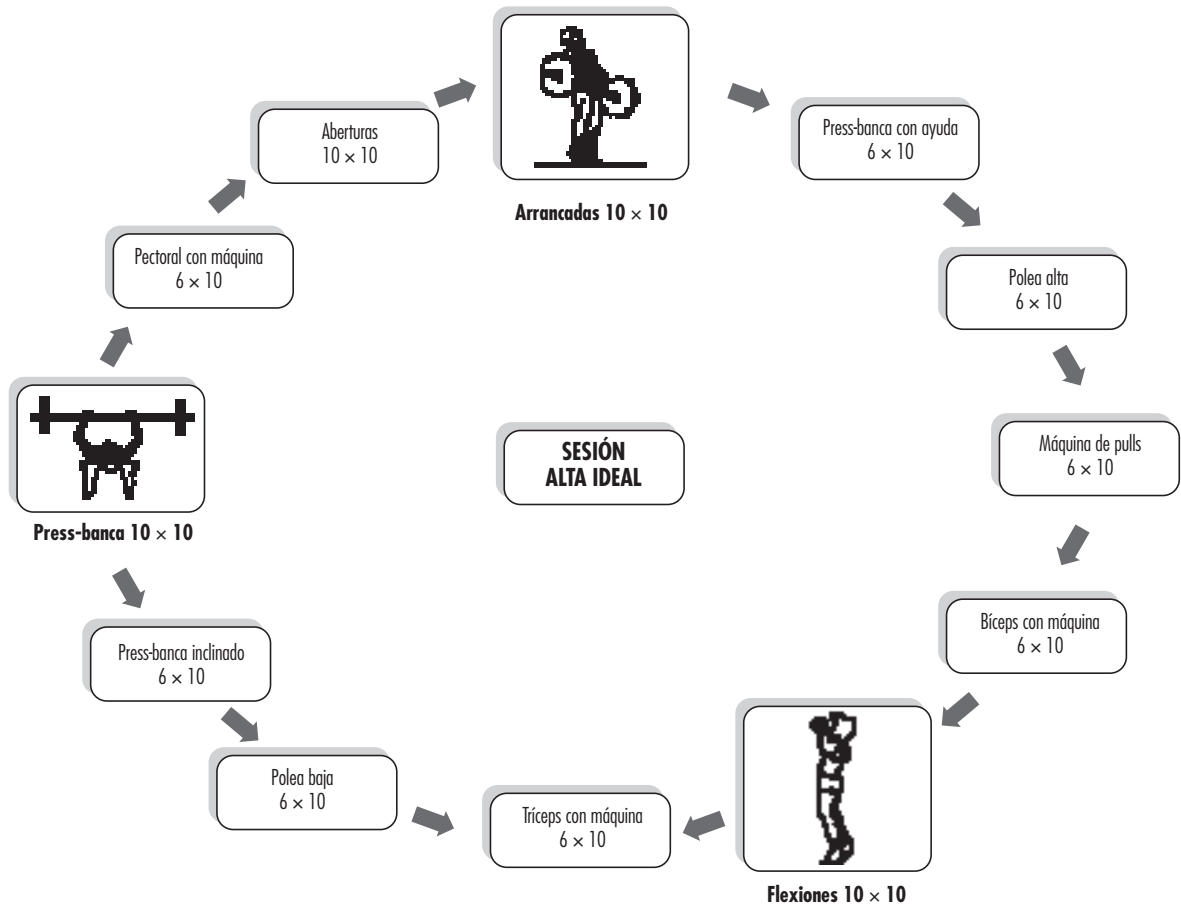 Aberturas
10 × 10
Arrancadas 10 × 10
Press-banca con ayuda
6 × 10
Pectoral con máquina
6 × 10
Polea alta
6 × 10
Press-banca 10 × 10
SESIÓN
ALTA IDEAL
Máquina de pulls
6 × 10
Press-banca inclinado
6 × 10
Bíceps con máquina
6 × 10
Polea baja
6 × 10
Tríceps con máquina
6 × 10
Flexiones 10 × 10